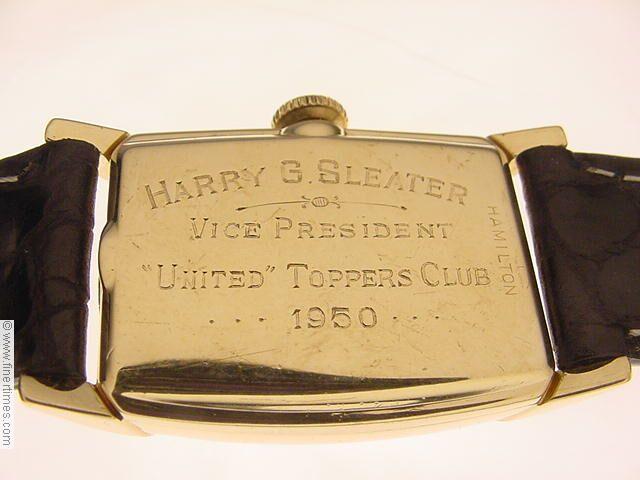 HARRY G. SLEATER
VICE PRESIDENT
"UNITED" TOPPERS CLUB
... 1950 ...
HAMILTON
© www.finertimes.com